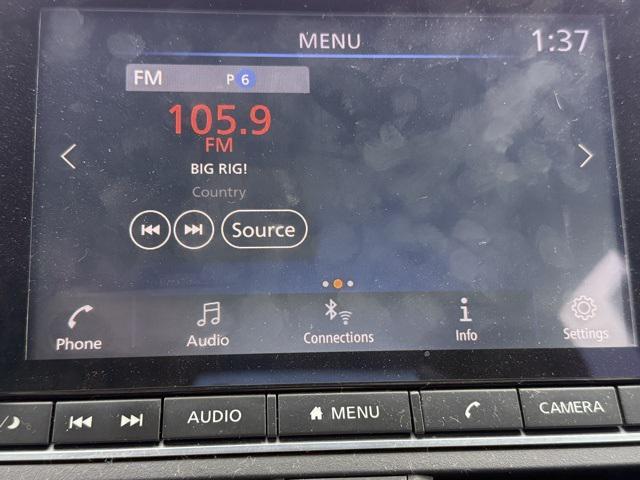 MENU
1:37
FM P 6
105.9
FM
BIG RIG!
Country
Source
Phone
Audio
Connections
Info
Settings
AUDIO
MENU
CAMERA